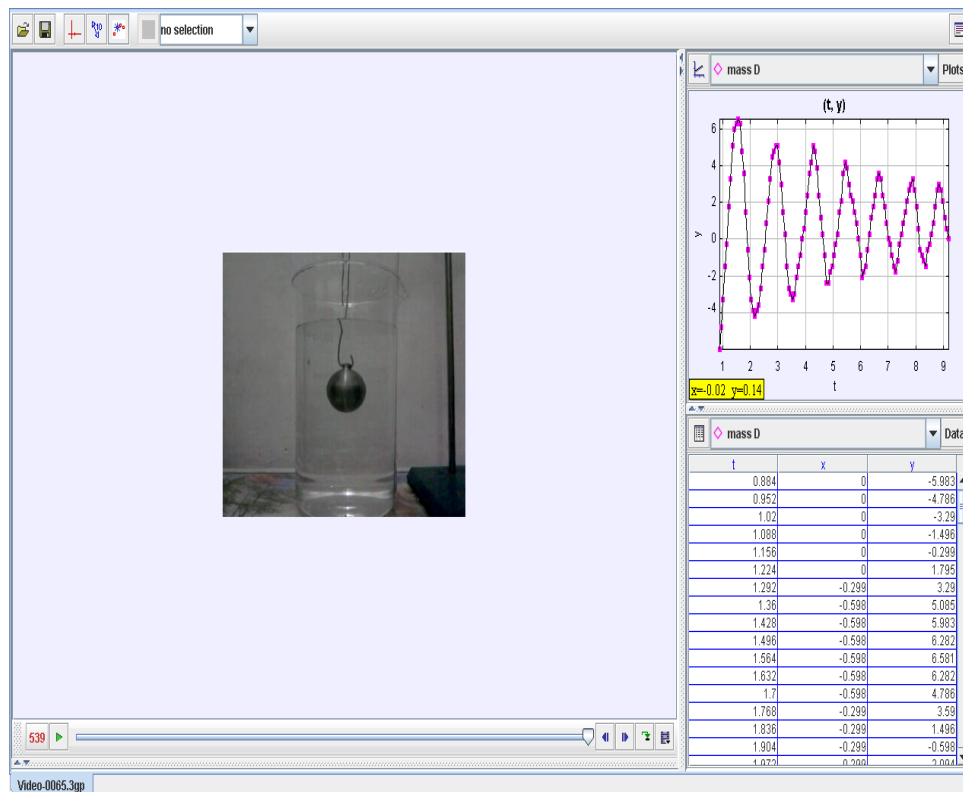 no selection
mass D Plots
(t, y)
6
4
2
0
-2
-4
y
1 2 3 4 5 6 7 8 9
t
x=-0.02 y=0.14
mass D Data
t x y
0.884 0 -5.983
0.952 0 -4.786
1.02 0 -3.29
1.088 0 -1.496
1.156 0 -0.299
1.224 0 1.795
1.292 -0.299 3.29
1.36 -0.598 5.085
1.428 -0.598 5.983
1.496 -0.598 6.282
1.564 -0.598 6.581
1.632 -0.598 6.282
1.7 -0.598 4.786
1.768 -0.299 3.59
1.836 -0.299 1.496
1.904 -0.299 -0.598
1.972 -0.299 -2.094
539
Video-0065.3gp